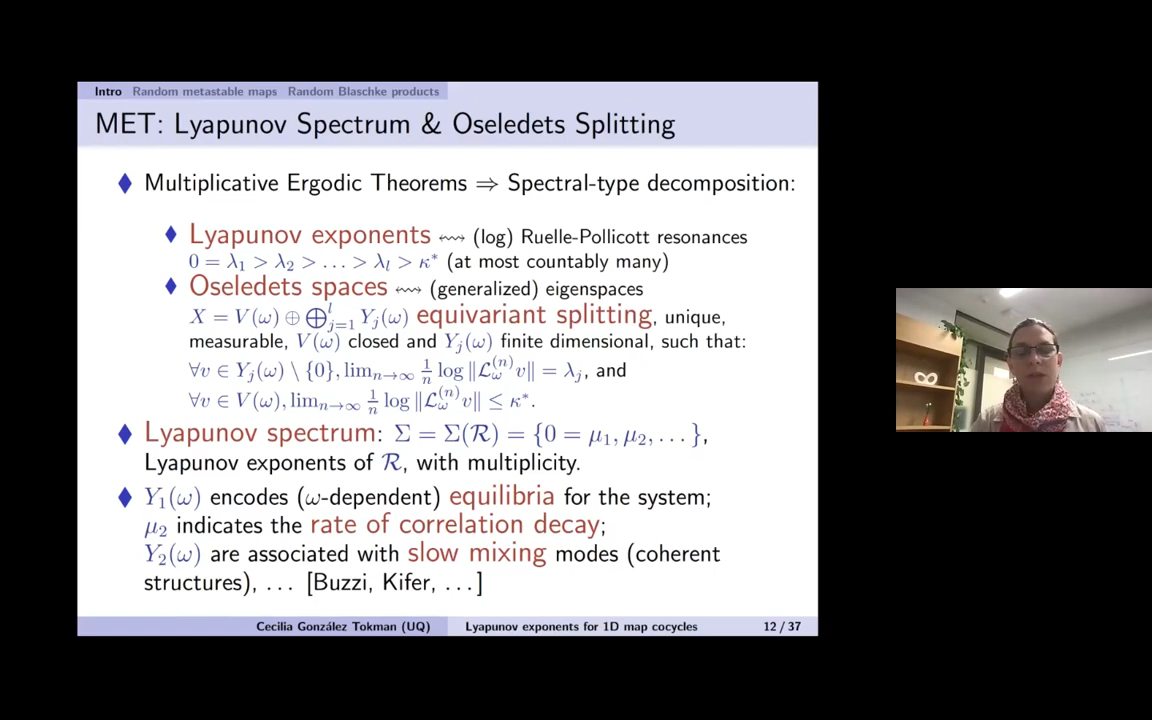 Intro Random metastable maps Random Blaschke products
MET: Lyapunov Spectrum & Oseledets Splitting
♦ Multiplicative Ergodic Theorems ⇒ Spectral-type decomposition:
♦ Lyapunov exponents ↭ (log) Ruelle-Pollicott resonances
0 = λ₁ > λ₂ > … > λₗ > κ* (at most countably many)
♦ Oseledets spaces ↭ (generalized) eigenspaces
X = V(ω) ⊕ ⨁ˡⱼ₌₁ Yⱼ(ω) equivariant splitting, unique,
measurable, V(ω) closed and Yⱼ(ω) finite dimensional, such that:
∀v ∈ Yⱼ(ω) \ {0}, limₙ→∞ 1/n log ‖𝓛_ω^(n) v‖ = λⱼ, and
∀v ∈ V(ω), limₙ→∞ 1/n log ‖𝓛_ω^(n) v‖ ≤ κ*.
♦ Lyapunov spectrum: Σ = Σ(𝓡) = {0 = μ₁, μ₂, … },
Lyapunov exponents of 𝓡, with multiplicity.
♦ Y₁(ω) encodes (ω-dependent) equilibria for the system;
μ₂ indicates the rate of correlation decay;
Y₂(ω) are associated with slow mixing modes (coherent
structures), … [Buzzi, Kifer, …]
Cecilia González Tokman (UQ) Lyapunov exponents for 1D map cocycles 12 / 37